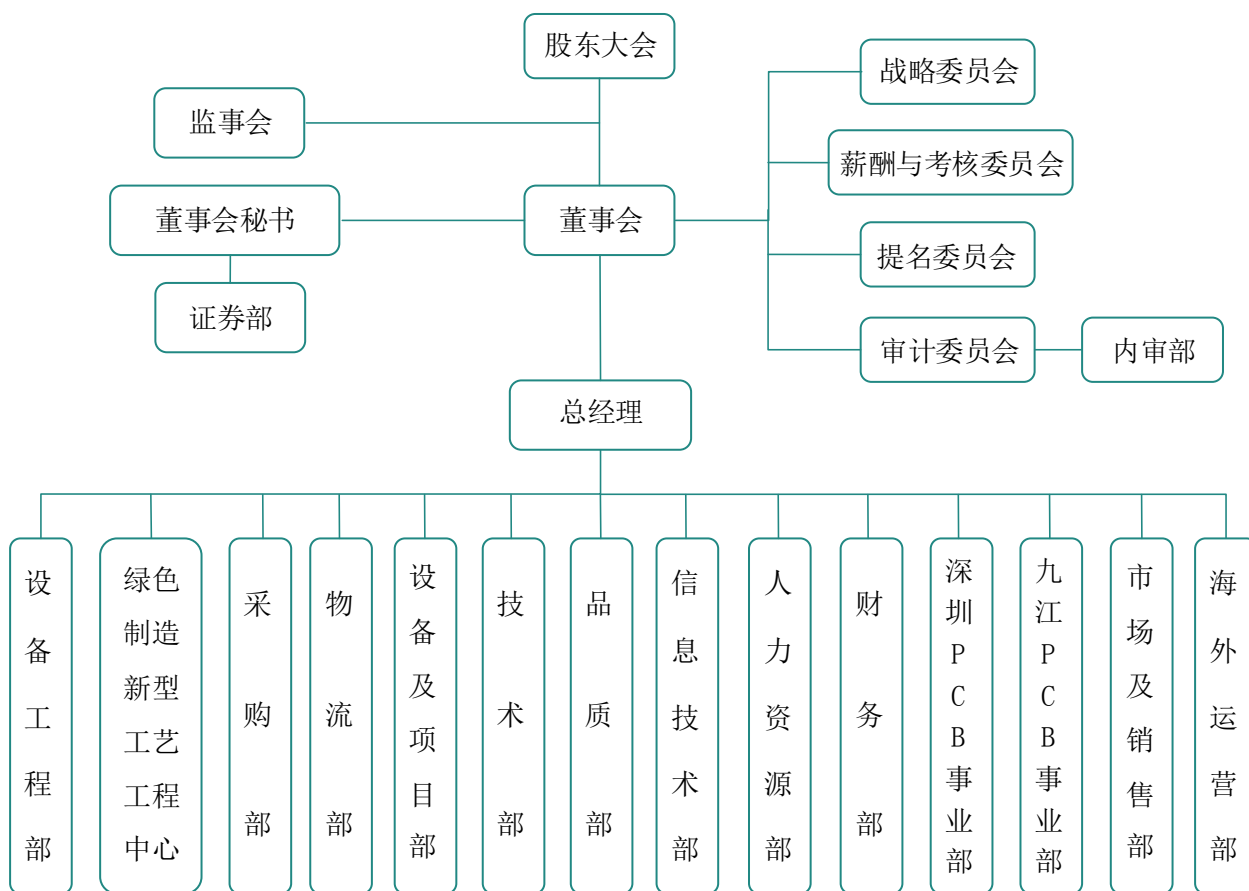 股东大会
战略委员会
监事会
薪酬与考核委员会
董事会秘书
董事会
提名委员会
证券部
审计委员会
内审部
总经理
设备工程部
绿色
制造
新型
工艺
工程
中心
采购部
物流部
设备及项目部
技术部
品质部
信息技术部
人力资源部
财务部
深圳PCB事业部
九江PCB事业部
市场及销售部
海外运营部